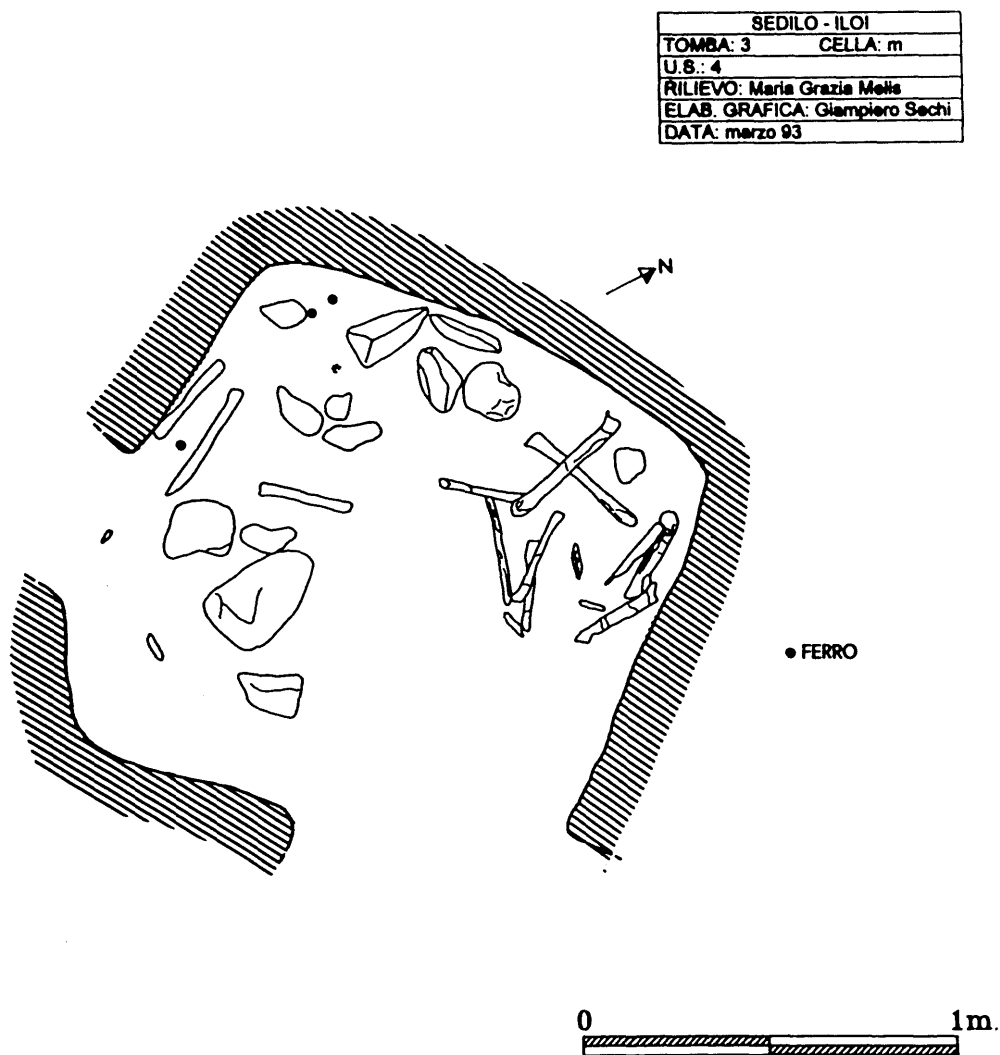 SEDILO - ILOI
TOMBA: 3 CELLA: m
U.S.: 4
RILIEVO: Maria Grazia Melis
ELAB. GRAFICA: Giampiero Sechi
DATA: marzo 93
N
FERRO
0 1m.